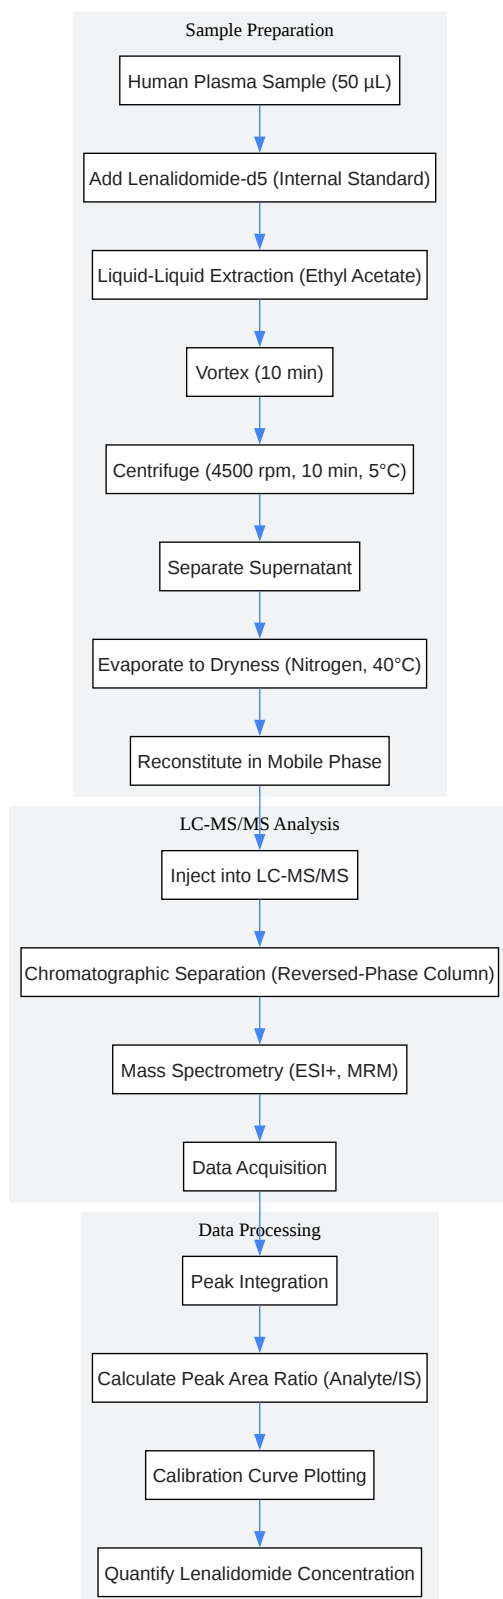 Sample Preparation
Human Plasma Sample (50 µL)
Add Lenalidomide-d5 (Internal Standard)
Liquid-Liquid Extraction (Ethyl Acetate)
Vortex (10 min)
Centrifuge (4500 rpm, 10 min, 5°C)
Separate Supernatant
Evaporate to Dryness (Nitrogen, 40°C)
Reconstitute in Mobile Phase
LC-MS/MS Analysis
Inject into LC-MS/MS
Chromatographic Separation (Reversed-Phase Column)
Mass Spectrometry (ESI+, MRM)
Data Acquisition
Data Processing
Peak Integration
Calculate Peak Area Ratio (Analyte/IS)
Calibration Curve Plotting
Quantify Lenalidomide Concentration